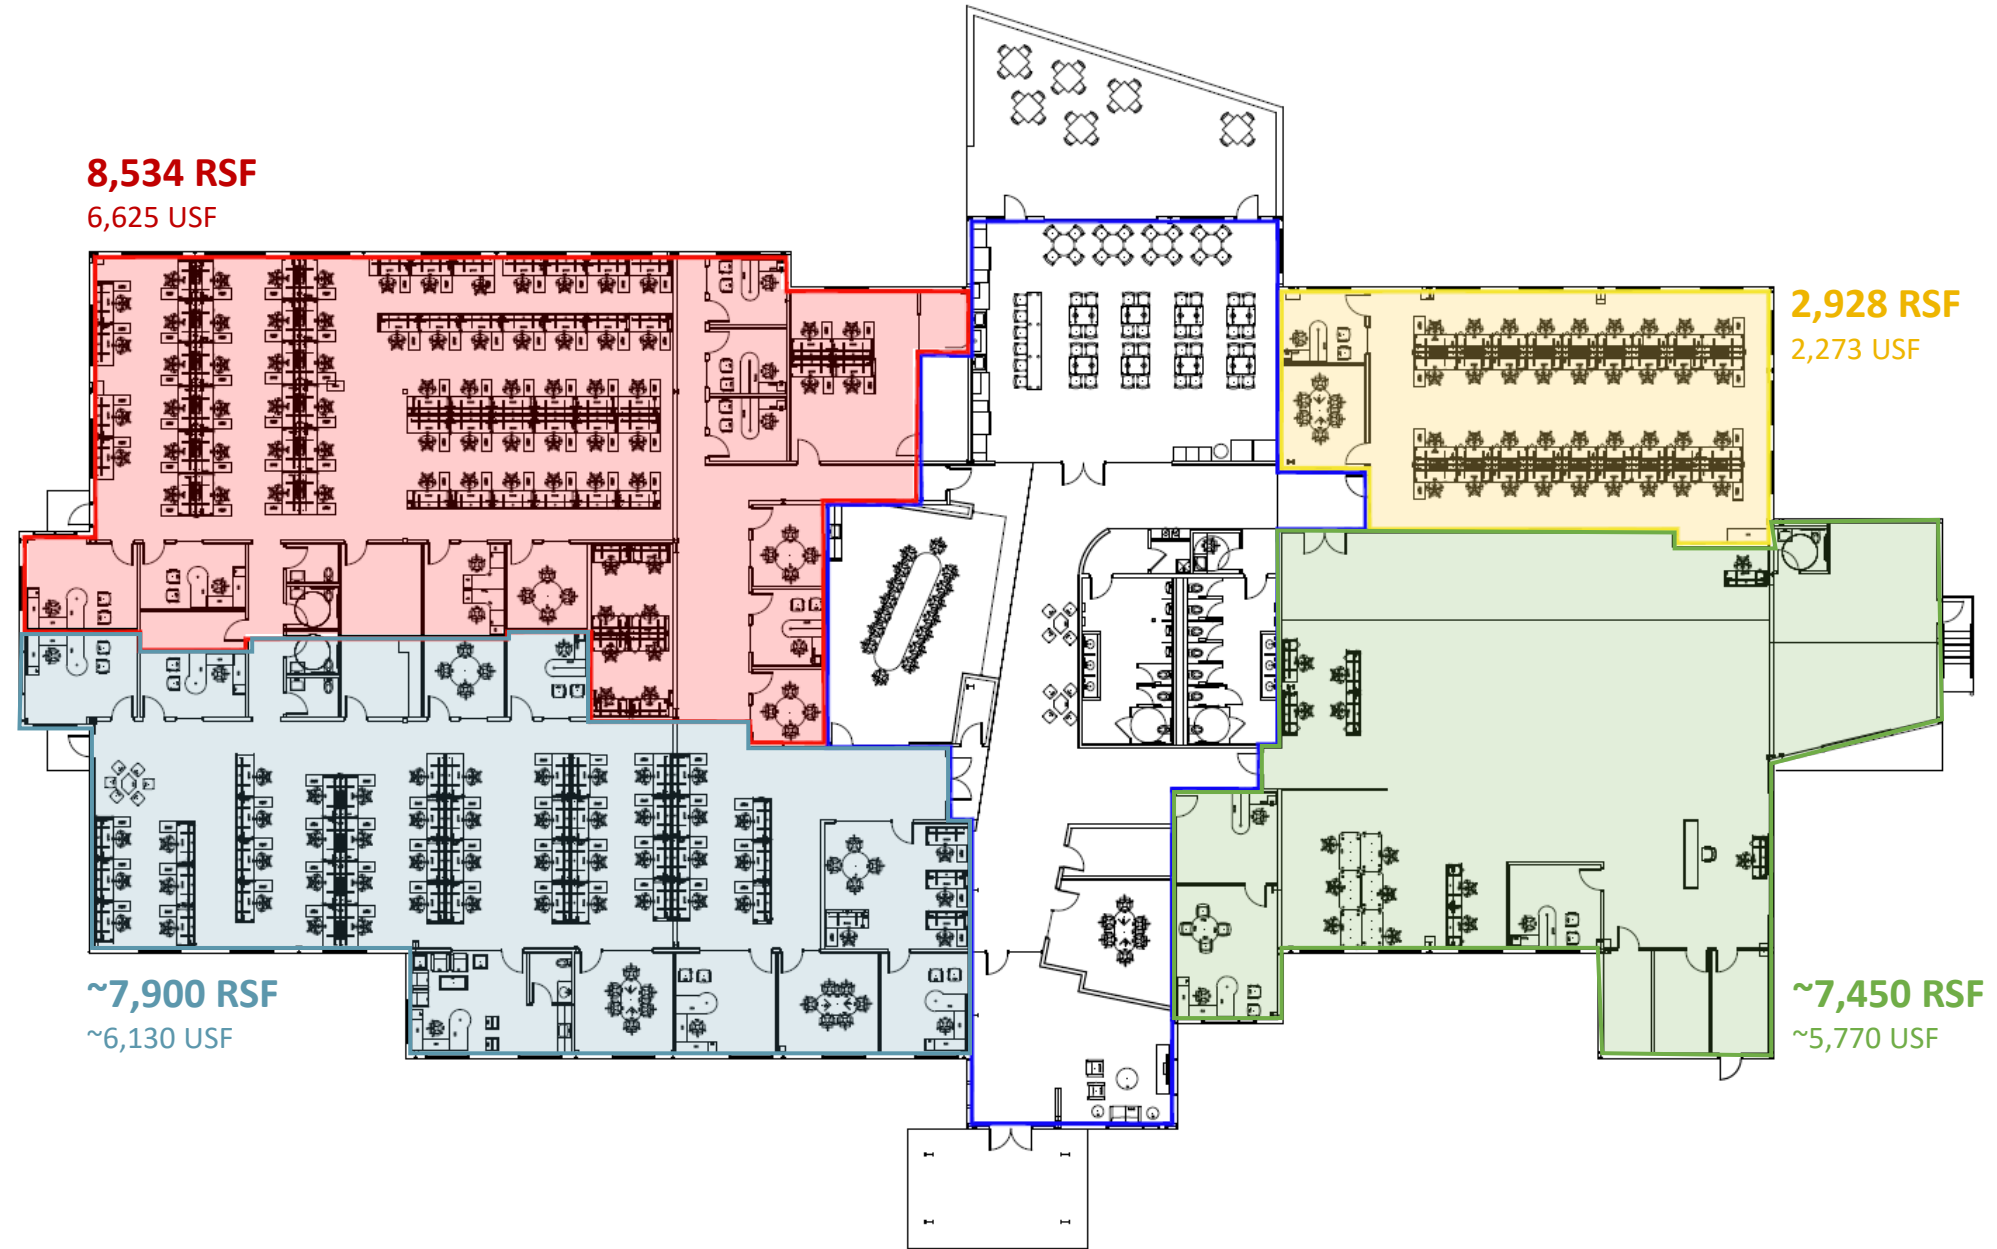 8,534 RSF
6,625 USF
2,928 RSF
2,273 USF
~7,900 RSF
~6,130 USF
~7,450 RSF
~5,770 USF